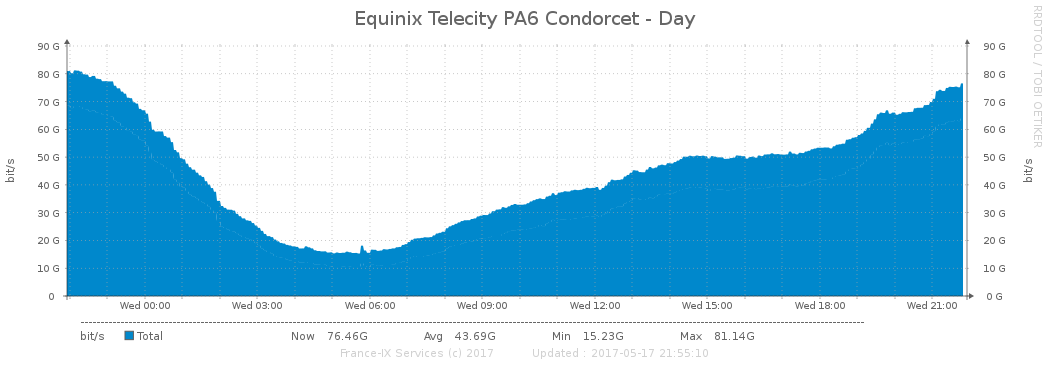 Equinix Telecity PA6 Condorcet - Day
RRDTOOL / TOBI OETIKER
bit/s
90 G
80 G
70 G
60 G
50 G
40 G
30 G
20 G
10 G
0
90 G
80 G
70 G
60 G
50 G
40 G
30 G
20 G
10 G
0 G
bit/s
Wed 00:00 Wed 03:00 Wed 06:00 Wed 09:00 Wed 12:00 Wed 15:00 Wed 18:00 Wed 21:00
bit/s Total Now 76.46G Avg 43.69G Min 15.23G Max 81.14G
France-IX Services (c) 2017 Updated : 2017-05-17 21:55:10